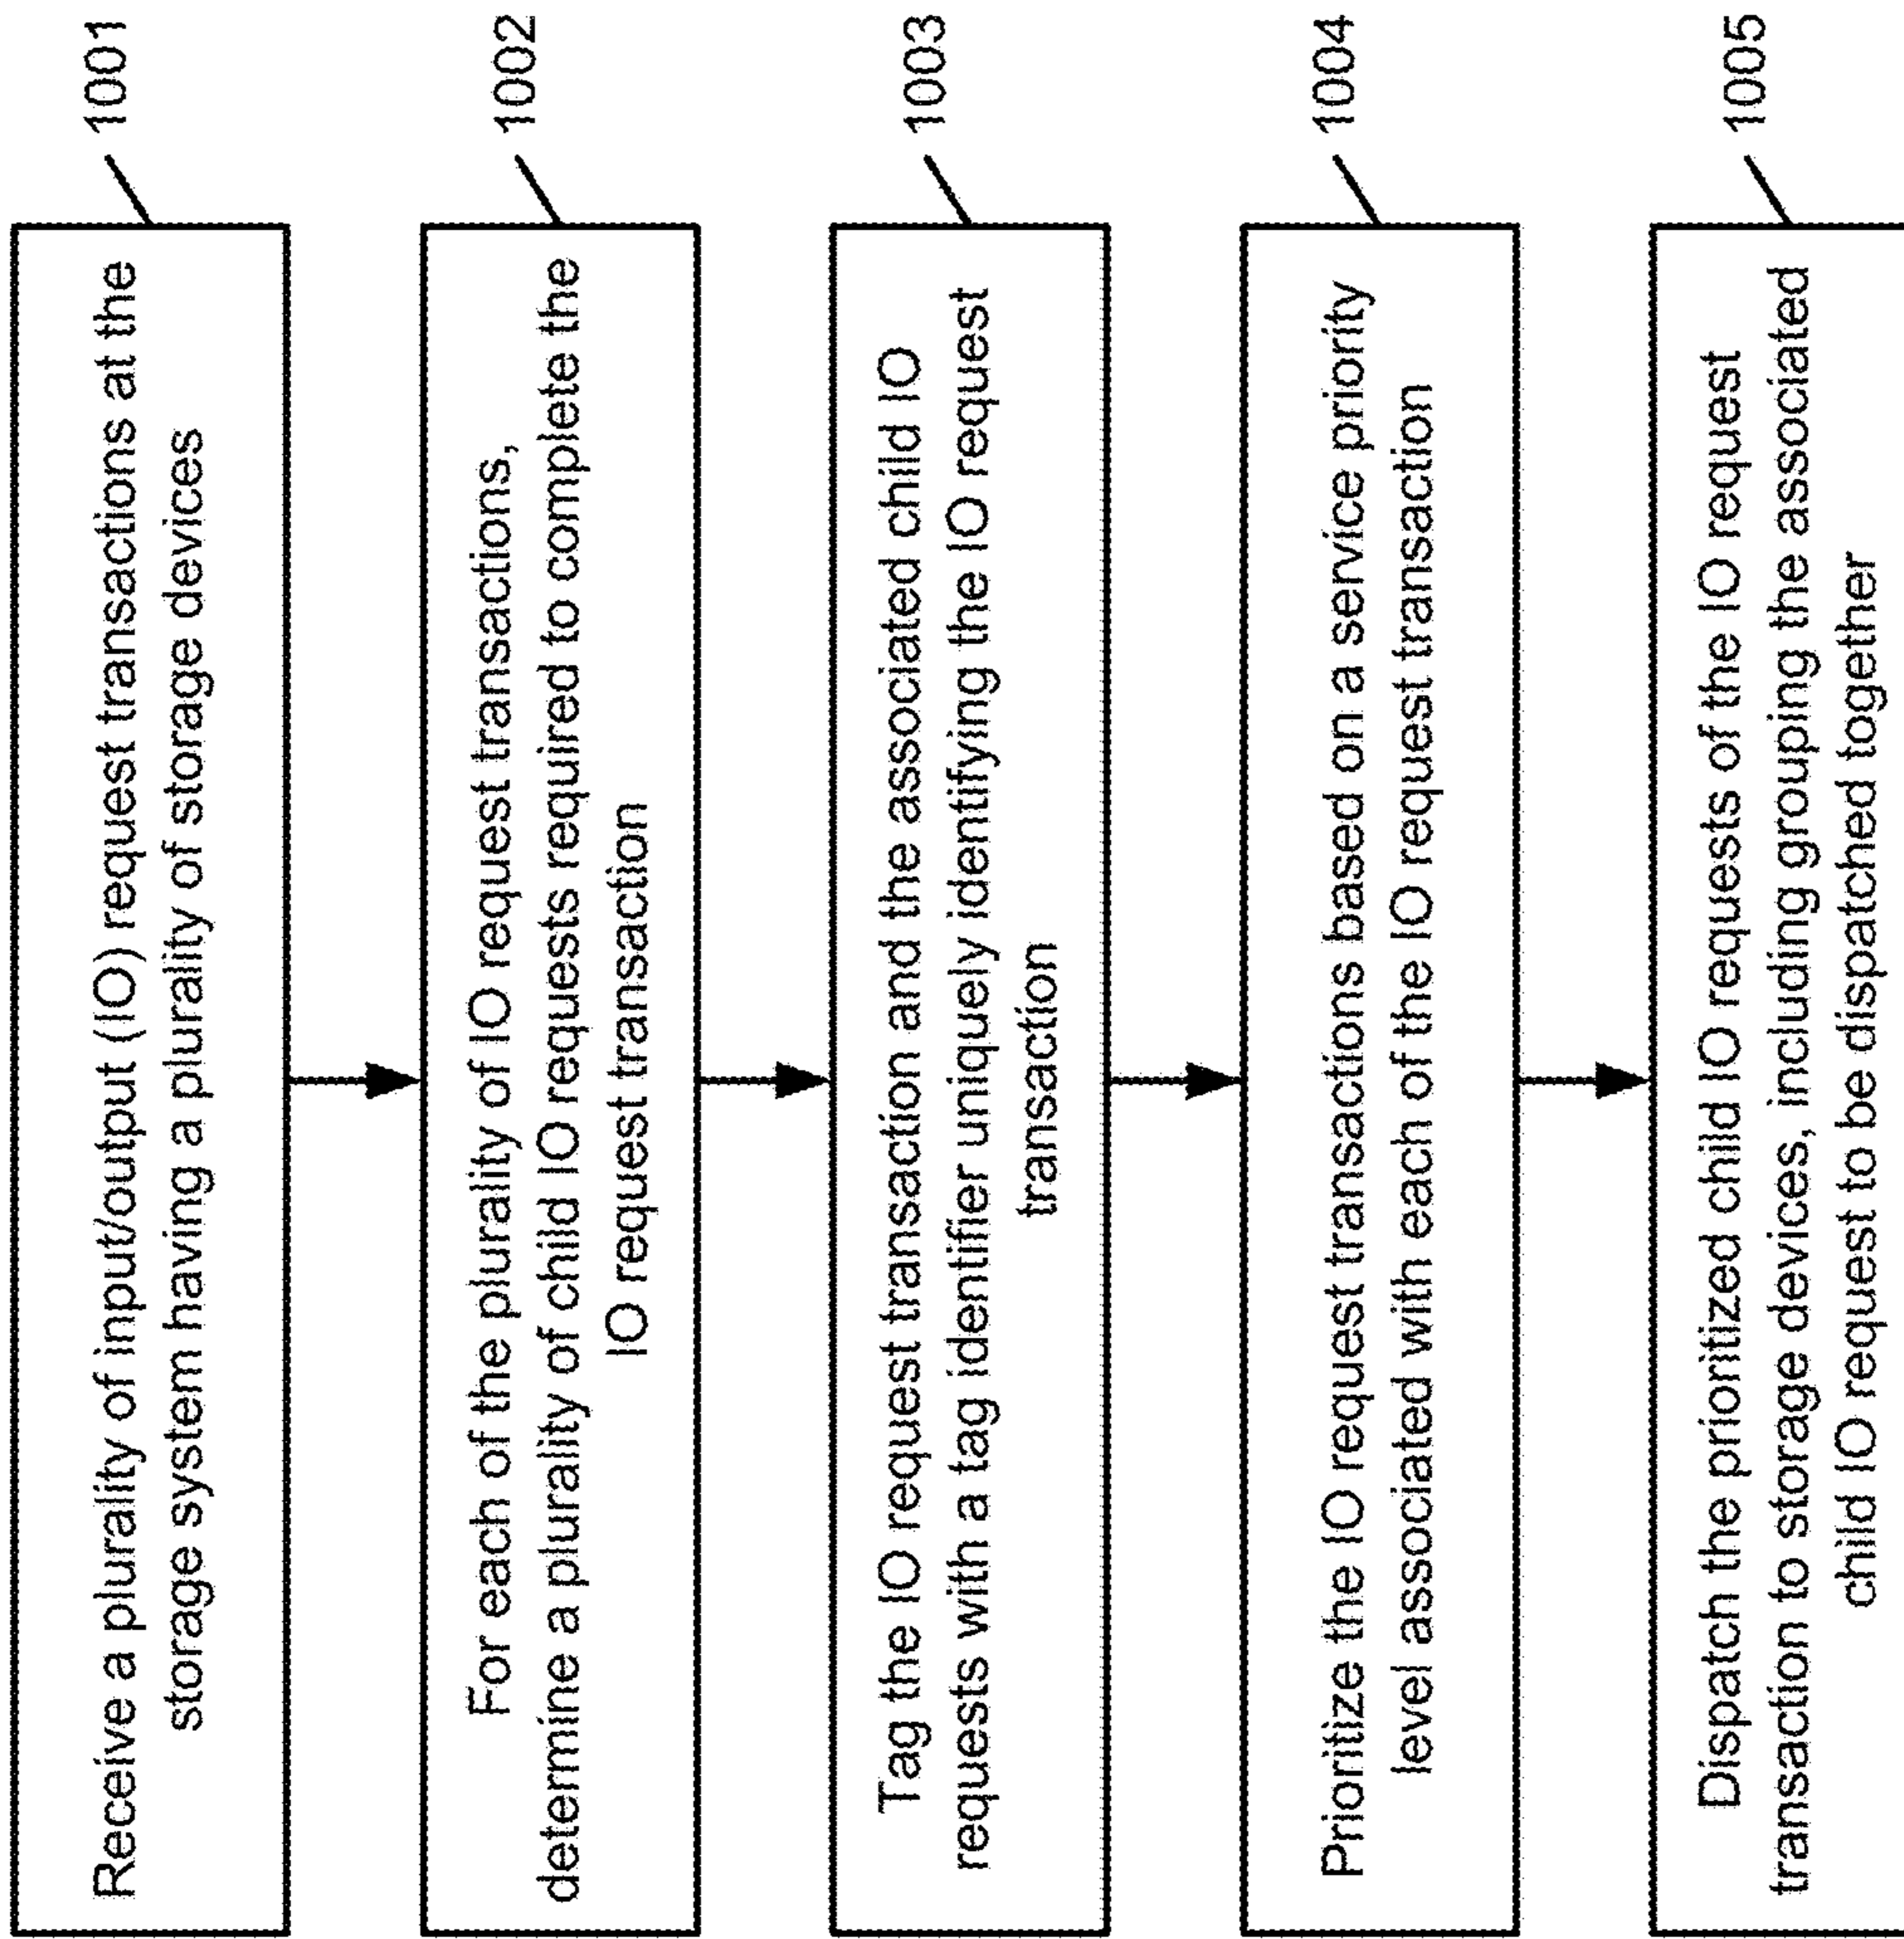 1001
Receive a plurality of input/output (IO) request transactions at the
storage system having a plurality of storage devices
1002
For each of the plurality of IO request transactions,
determine a plurality of child IO requests required to complete the
IO request transaction
1003
Tag the IO request transaction and the associated child IO
requests with a tag identifier uniquely identifying the IO request
transaction
1004
Prioritize the IO request transactions based on a service priority
level associated with each of the IO request transaction
1005
Dispatch the prioritized child IO requests of the IO request
transaction to storage devices, including grouping the associated
child IO request to be dispatched together